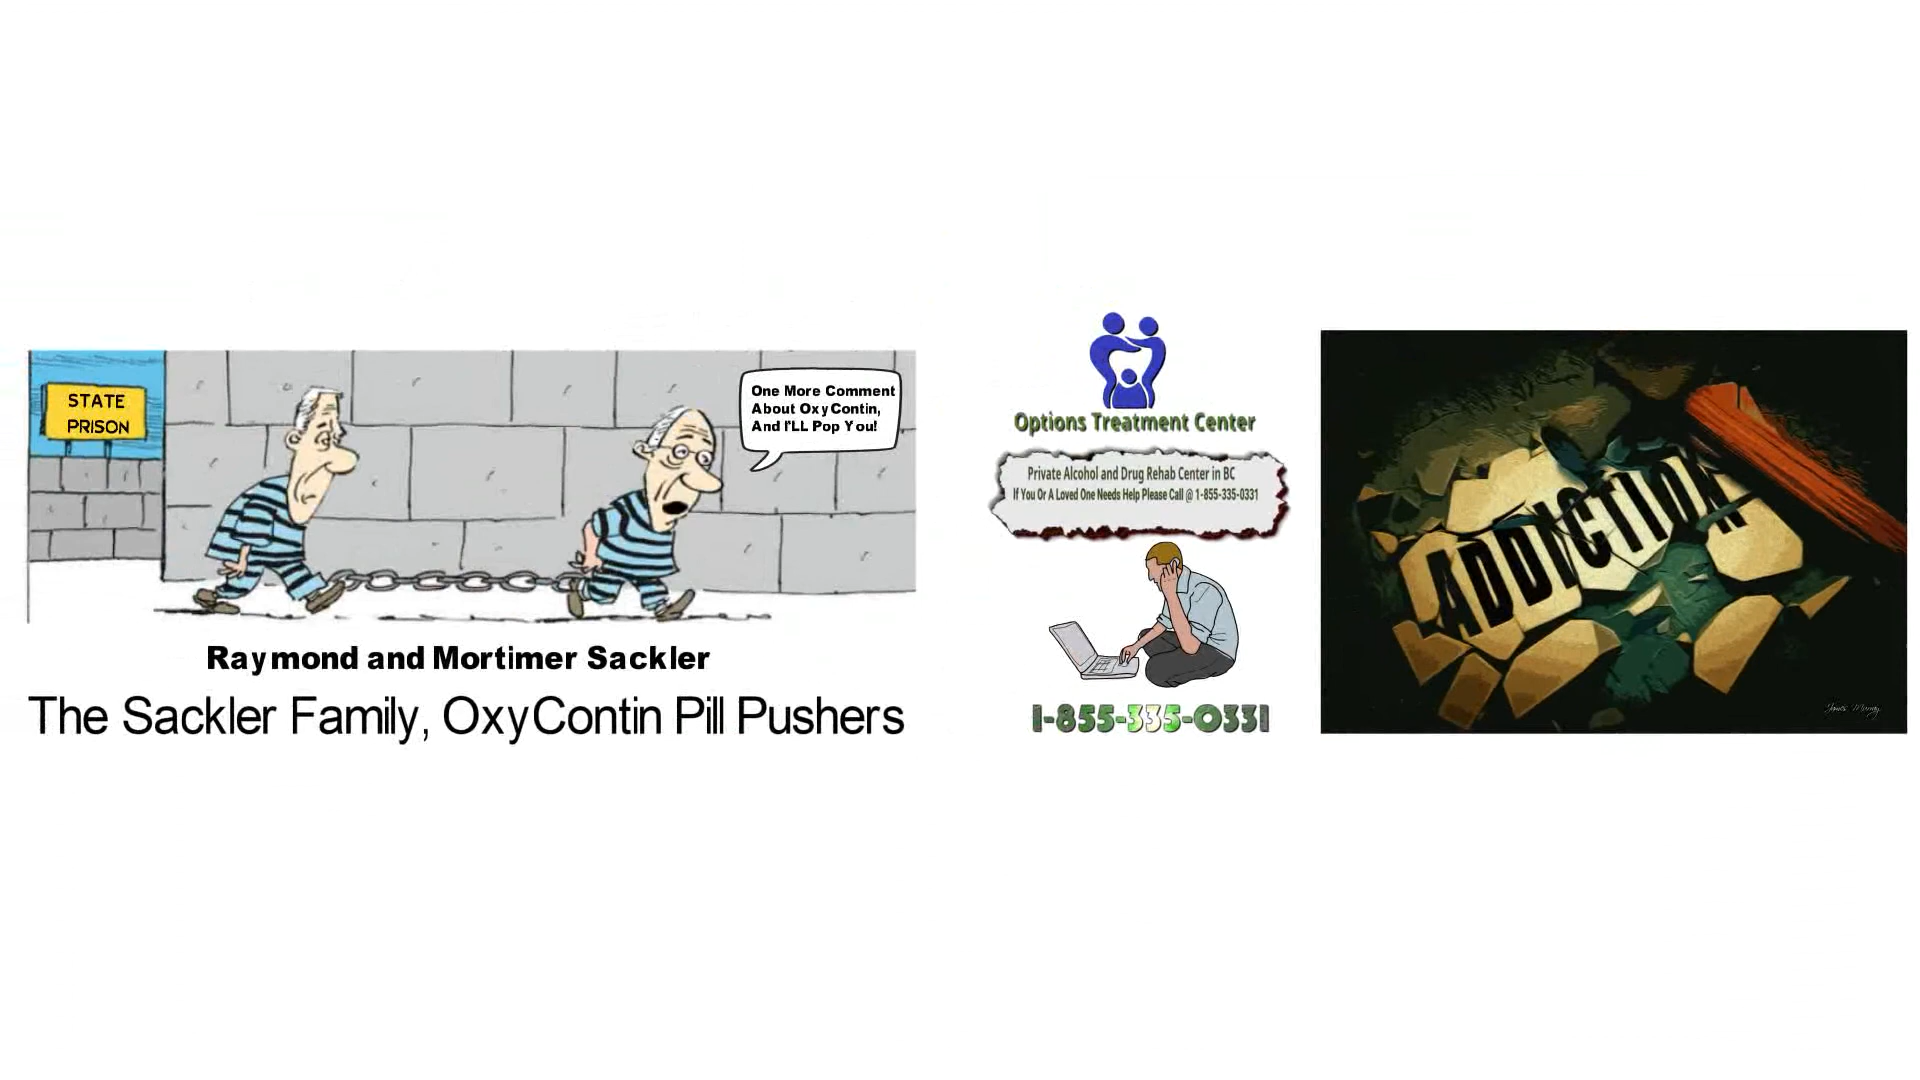 STATE
PRISON
One More Comment
About OxyContin,
And I'LL Pop You!
Raymond and Mortimer Sackler
The Sackler Family, OxyContin Pill Pushers
Options Treatment Center
Private Alcohol and Drug Rehab Center in BC
If You Or A Loved One Needs Help Please Call @ 1-855-335-0331
1-855-335-0331
ADDICTION
James Murray